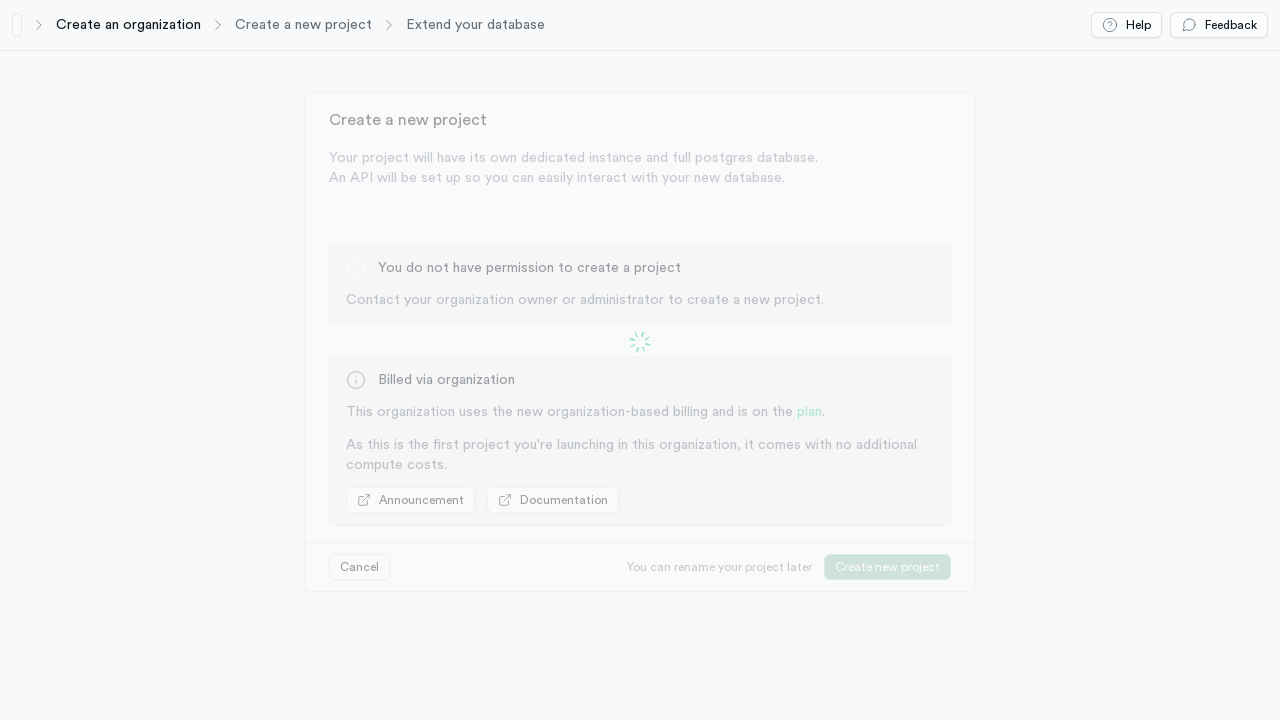 Create an organization
Create a new project
Extend your database
Help
Feedback
Create a new project
Your project will have its own dedicated instance and full postgres database.
An API will be set up so you can easily interact with your new database.
You do not have permission to create a project
Contact your organization owner or administrator to create a new project.
Billed via organization
This organization uses the new organization-based billing and is on the plan.
As this is the first project you're launching in this organization, it comes with no additional
compute costs.
Announcement
Documentation
Cancel
You can rename your project later
Create new project